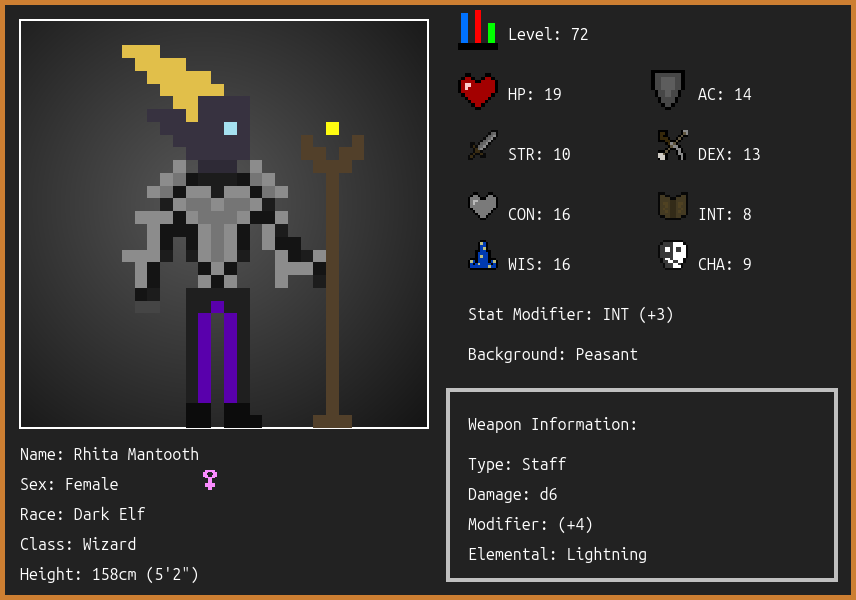 Level: 72
HP: 19
AC: 14
STR: 10
DEX: 13
CON: 16
INT: 8
WIS: 16
CHA: 9
Stat Modifier: INT (+3)
Background: Peasant
Weapon Information:
Type: Staff
Damage: d6
Modifier: (+4)
Elemental: Lightning
Name: Rhita Mantooth
Sex: Female
Race: Dark Elf
Class: Wizard
Height: 158cm (5'2")